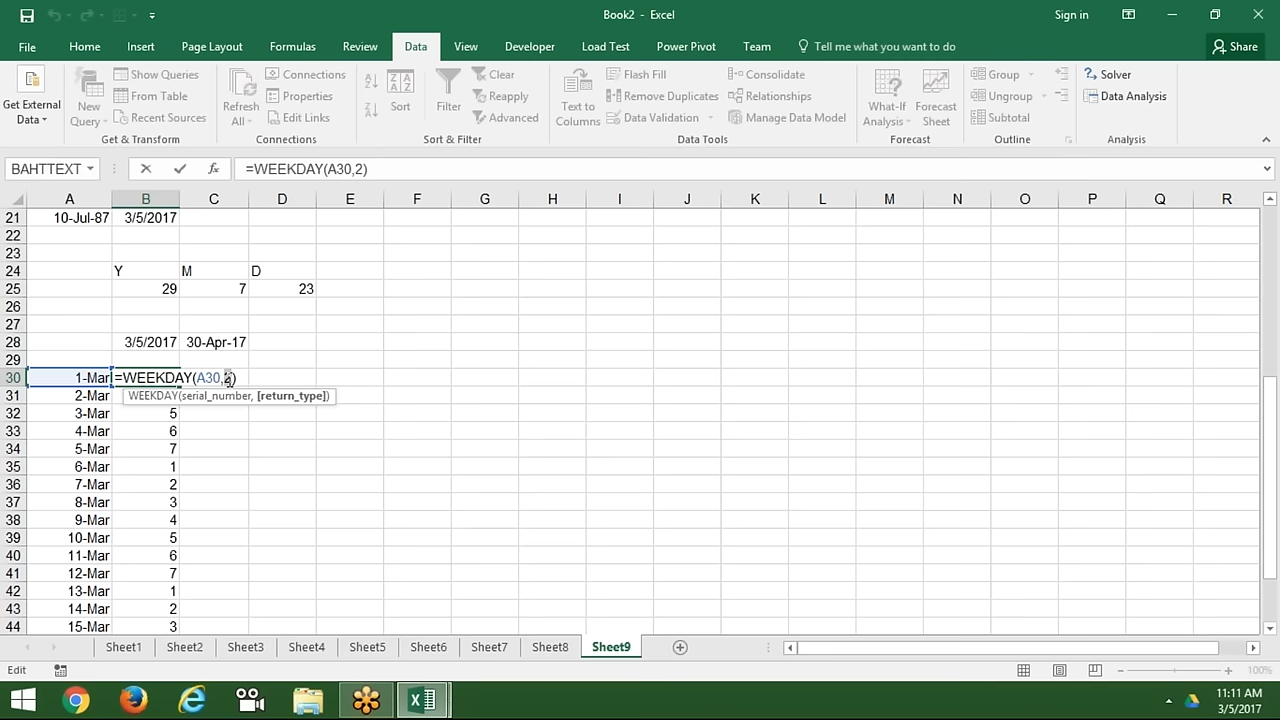 Book2 - Excel
Sign in
File Home Insert Page Layout Formulas Review Data View Developer Load Test Power Pivot Team Tell me what you want to do Share
Get External Data
New Query
Show Queries
From Table
Recent Sources
Get & Transform
Refresh All
Connections
Properties
Edit Links
Connections
Sort
Filter
Clear
Reapply
Advanced
Sort & Filter
Text to Columns
Flash Fill
Remove Duplicates
Data Validation
Consolidate
Relationships
Manage Data Model
Data Tools
What-If Analysis
Forecast Sheet
Forecast
Group
Ungroup
Subtotal
Outline
Solver
Data Analysis
Analysis
BAHTTEXT fx =WEEKDAY(A30,2)
A B C D E F G H I J K L M N O P Q R
21 10-Jul-87 3/5/2017
22
23
24 Y M D
25 29 7 23
26
27
28 3/5/2017 30-Apr-17
29
30 1-Mar =WEEKDAY(A30,2)
31 2-Mar WEEKDAY(serial_number, [return_type])
32 3-Mar 5
33 4-Mar 6
34 5-Mar 7
35 6-Mar 1
36 7-Mar 2
37 8-Mar 3
38 9-Mar 4
39 10-Mar 5
40 11-Mar 6
41 12-Mar 7
42 13-Mar 1
43 14-Mar 2
44 15-Mar 3
Sheet1 Sheet2 Sheet3 Sheet4 Sheet5 Sheet6 Sheet7 Sheet8 Sheet9
Edit 100%
11:11 AM
3/5/2017